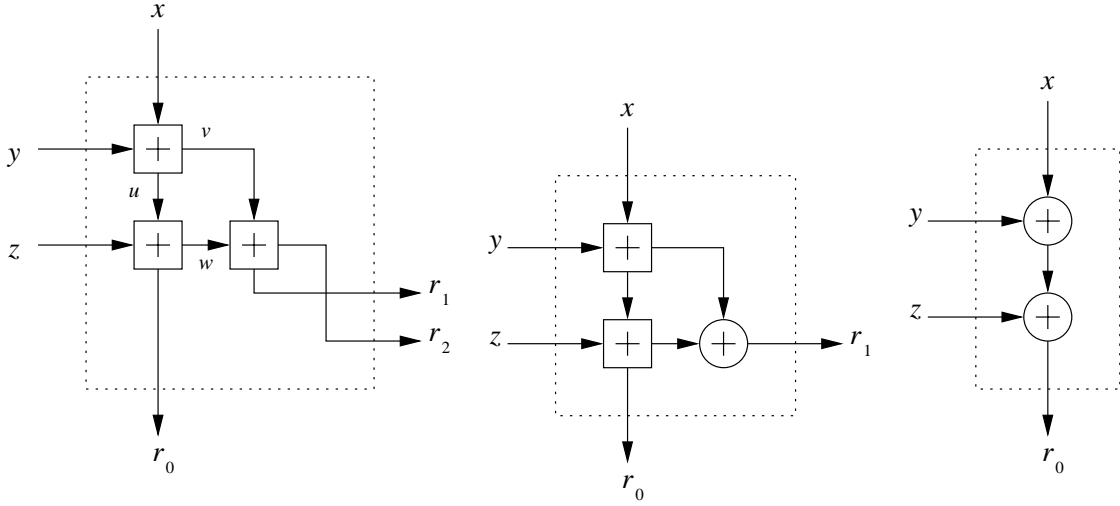 x
y
+
v
u
z
+
w
+
r₁
r₂
r₀
x
y
+
z
+
+
r₁
r₀
x
y
+
z
+
r₀